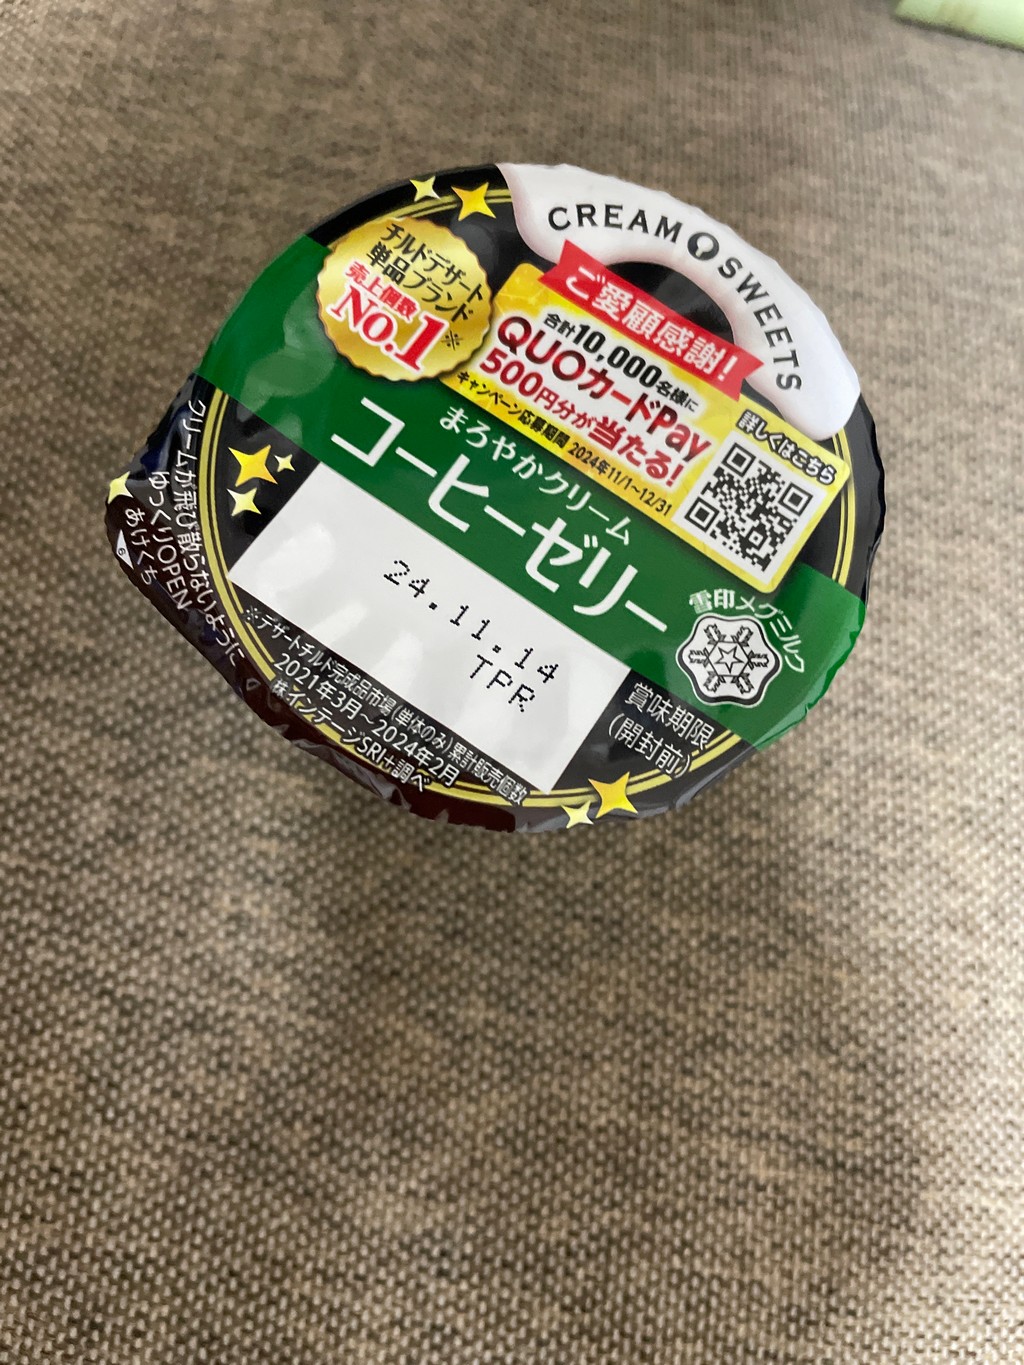 CREAM SWEETS
チルドデザート
単品ブランド
売上個数
No.1※
ご愛顧感謝!
合計10,000名様に
QUOカードPay
500円分が当たる!
キャンペーン応募期間 2024年11/1~12/31
詳しくはこちら
まろやかクリーム
コーヒーゼリー
雪印メグミルク
24.11.14
TPR
賞味期限
(開封前)
※デザートチルド完成品市場(単体のみ)累計販売個数
2021年3月~2024年2月
㈱インテージSRI+調べ
クリームが飛び散らないように
ゆっくりOPEN
あけくち
6